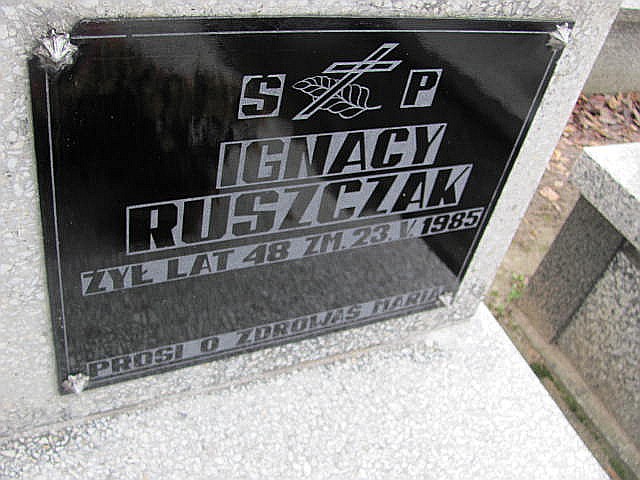 Ś P
IGNACY
RUSZCZAK
ŻYŁ LAT 48 ZM. 23. V. 1985
PROSI O ZDROWAŚ MARIA